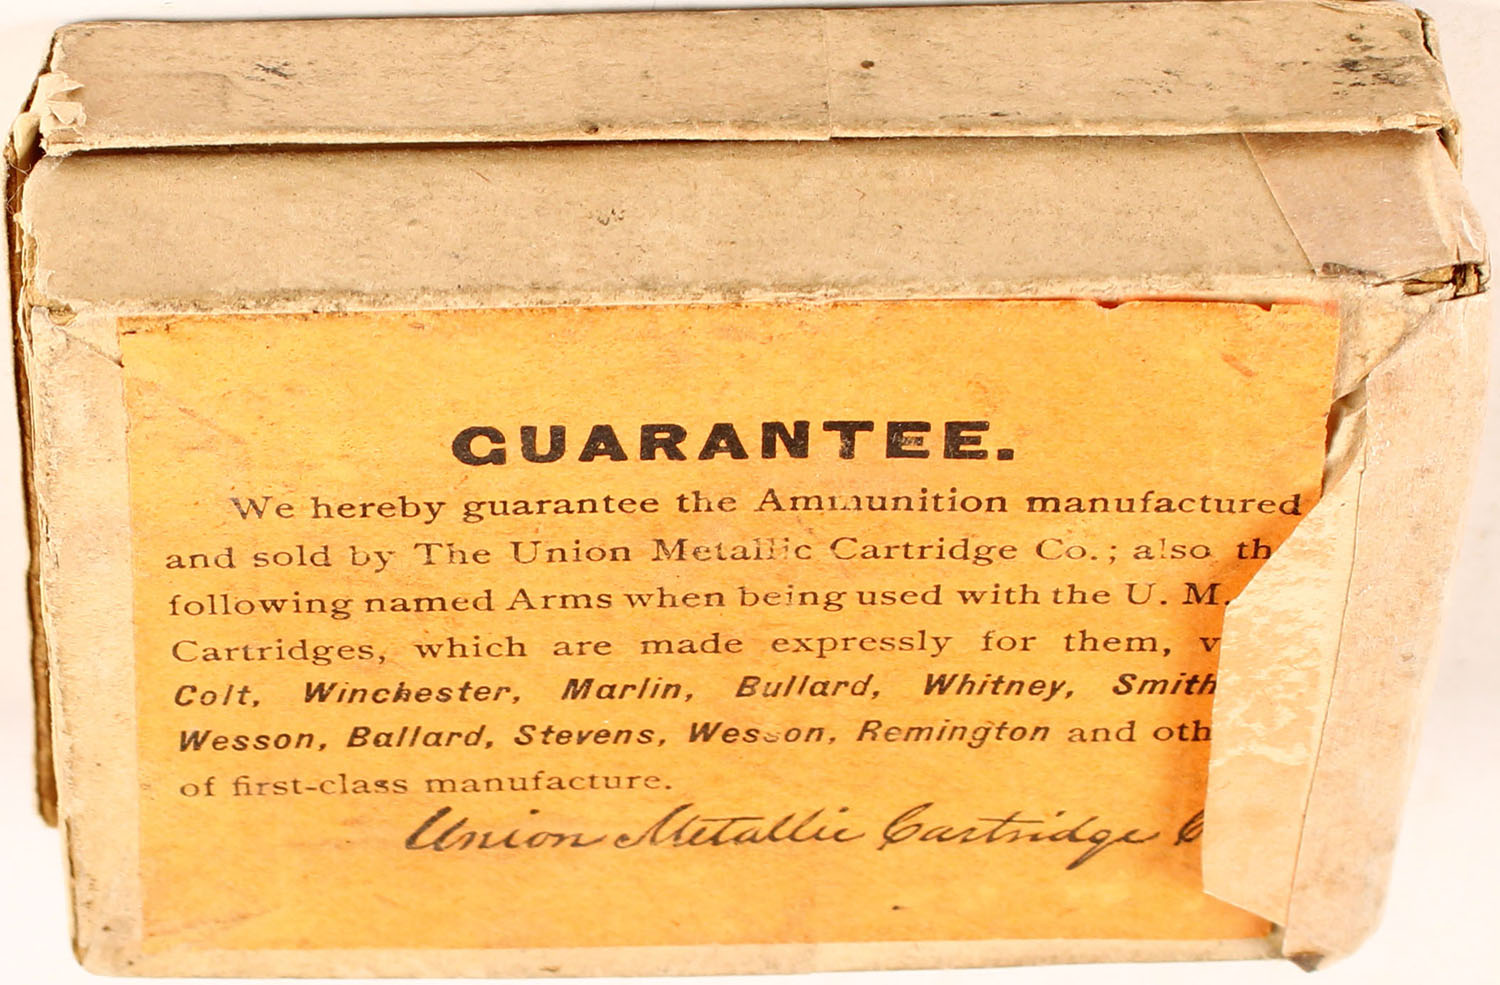 GUARANTEE.
We hereby guarantee the Ammunition manufactured
and sold by The Union Metallic Cartridge Co.; also th
following named Arms when being used with the U. M.
Cartridges, which are made expressly for them, v
Colt, Winchester, Marlin, Bullard, Whitney, Smith
Wesson, Ballard, Stevens, Wesson, Remington and oth
of first-class manufacture.
Union Metallic Cartridge C